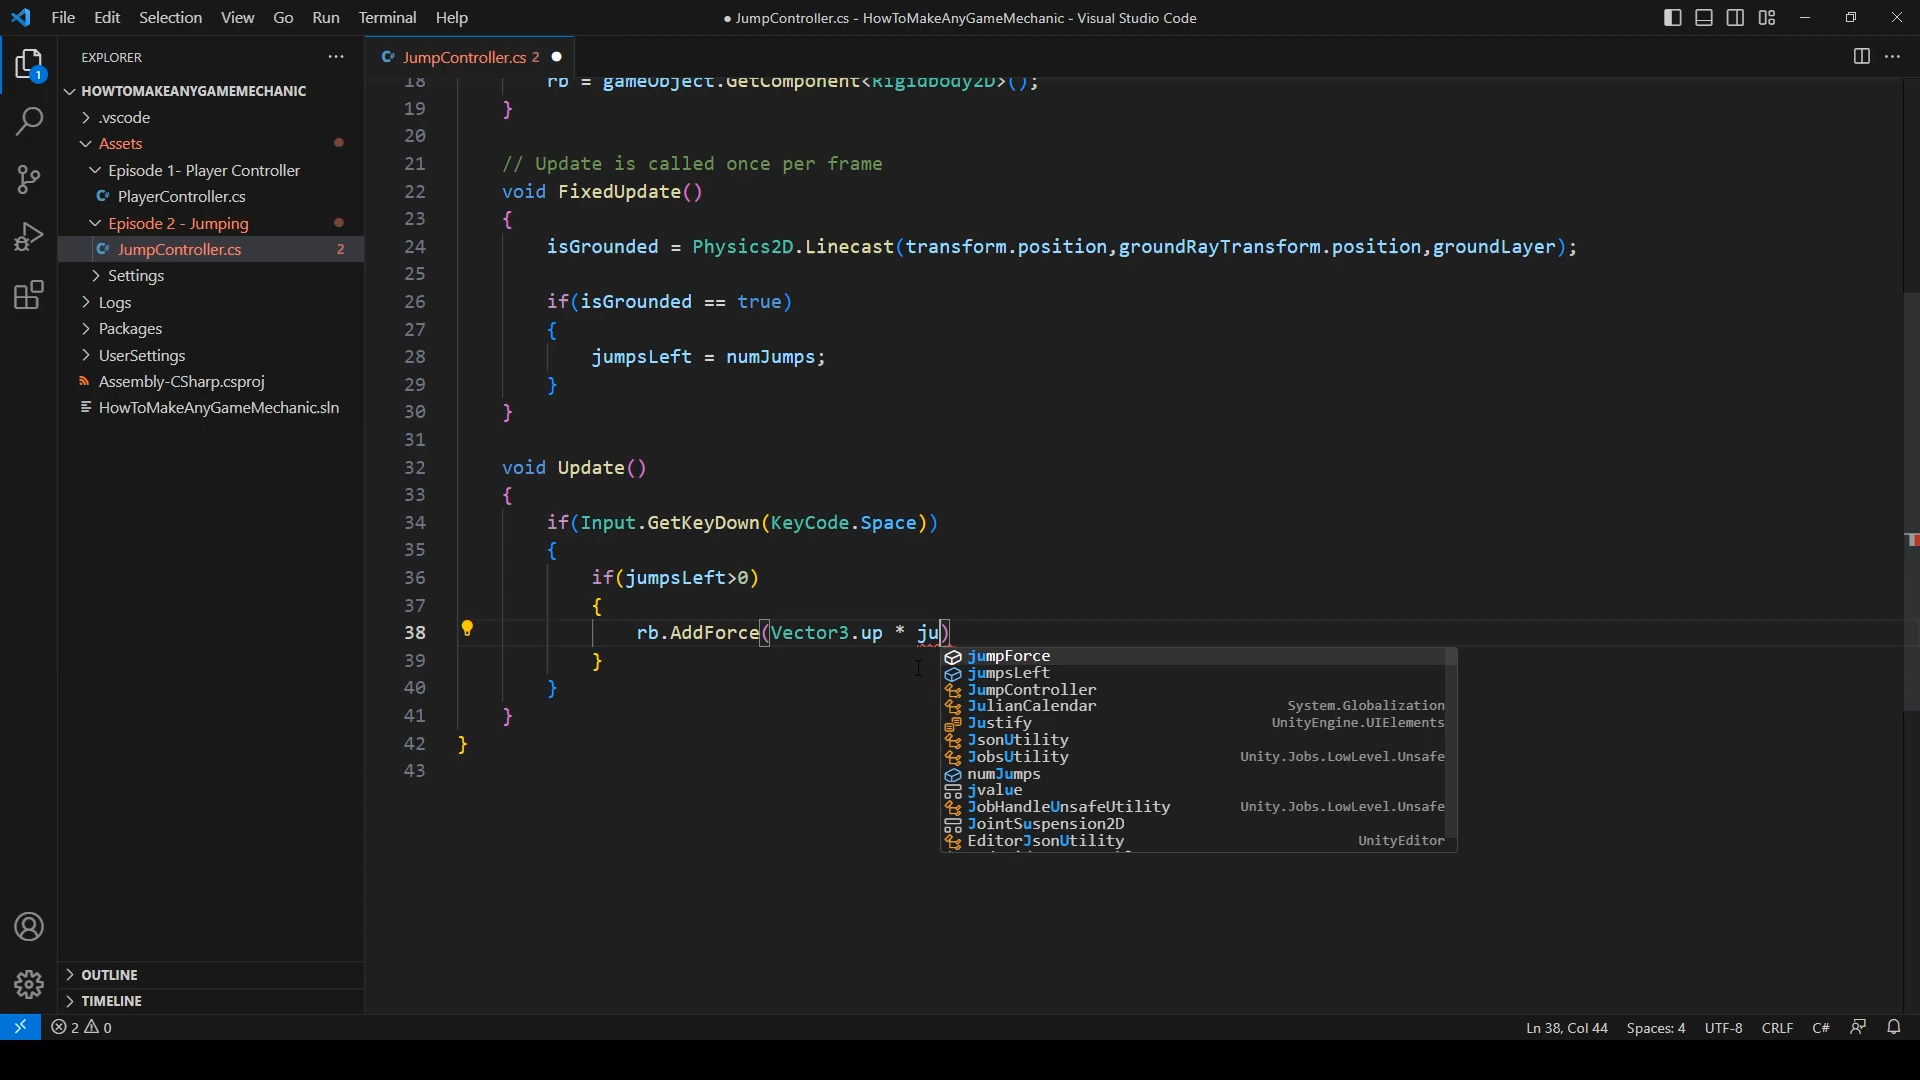 File Edit Selection View Go Run Terminal Help
● JumpController.cs - HowToMakeAnyGameMechanic - Visual Studio Code
EXPLORER
JumpController.cs 2
1
HOWTOMAKEANYGAMEMECHANIC
.vscode
Assets
Episode 1- Player Controller
PlayerController.cs
Episode 2 - Jumping
JumpController.cs 2
Settings
Logs
Packages
UserSettings
Assembly-CSharp.csproj
HowToMakeAnyGameMechanic.sln
OUTLINE
TIMELINE
18 rb = gameObject.GetComponent<Rigidbody2D>();
19 }
20
21 // Update is called once per frame
22 void FixedUpdate()
23 {
24 isGrounded = Physics2D.Linecast(transform.position,groundRayTransform.position,groundLayer);
25
26 if(isGrounded == true)
27 {
28 jumpsLeft = numJumps;
29 }
30 }
31
32 void Update()
33 {
34 if(Input.GetKeyDown(KeyCode.Space))
35 {
36 if(jumpsLeft>0)
37 {
38 rb.AddForce(Vector3.up * ju)
39 }
40 }
41 }
42 }
43
jumpForce
jumpsLeft
JumpController
JulianCalendar System.Globalization
Justify UnityEngine.UIElements
JsonUtility
JobsUtility Unity.Jobs.LowLevel.Unsafe
numJumps
jvalue
JobHandleUnsafeUtility Unity.Jobs.LowLevel.Unsafe
JointSuspension2D
EditorJsonUtility UnityEditor
2 0
Ln 38, Col 44 Spaces: 4 UTF-8 CRLF C#